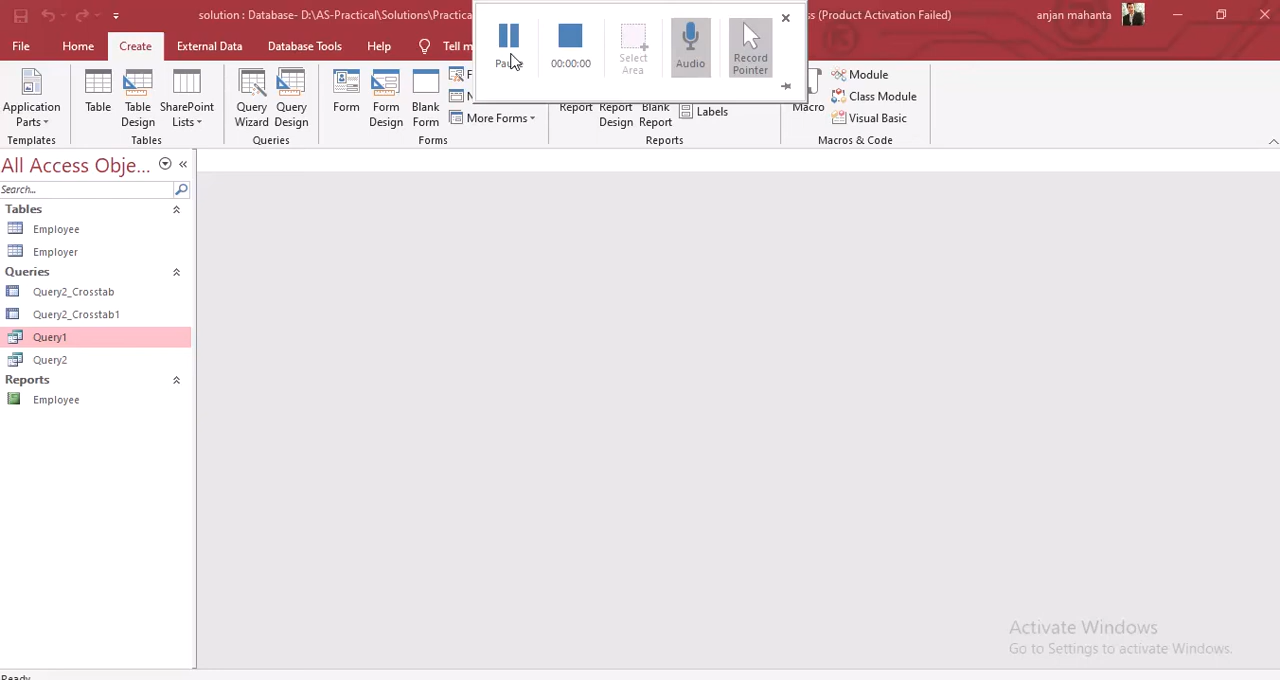 solution : Database- D:\AS-Practical\Solutions\Practica
ss (Product Activation Failed)
anjan mahanta
File Home Create External Data Database Tools Help Tell m
Pause
00:00:00
Select Area
Audio
Record Pointer
Application Parts
Table
Table Design
SharePoint Lists
Query Wizard
Query Design
Form
Form Design
Blank Form
More Forms
Report
Report Design
Blank Report
Labels
Macro
Module
Class Module
Visual Basic
Templates Tables Queries Forms Reports Macros & Code
All Access Obje...
Search...
Tables
Employee
Employer
Queries
Query2_Crosstab
Query2_Crosstab1
Query1
Query2
Reports
Employee
Activate Windows
Go to Settings to activate Windows.
Ready